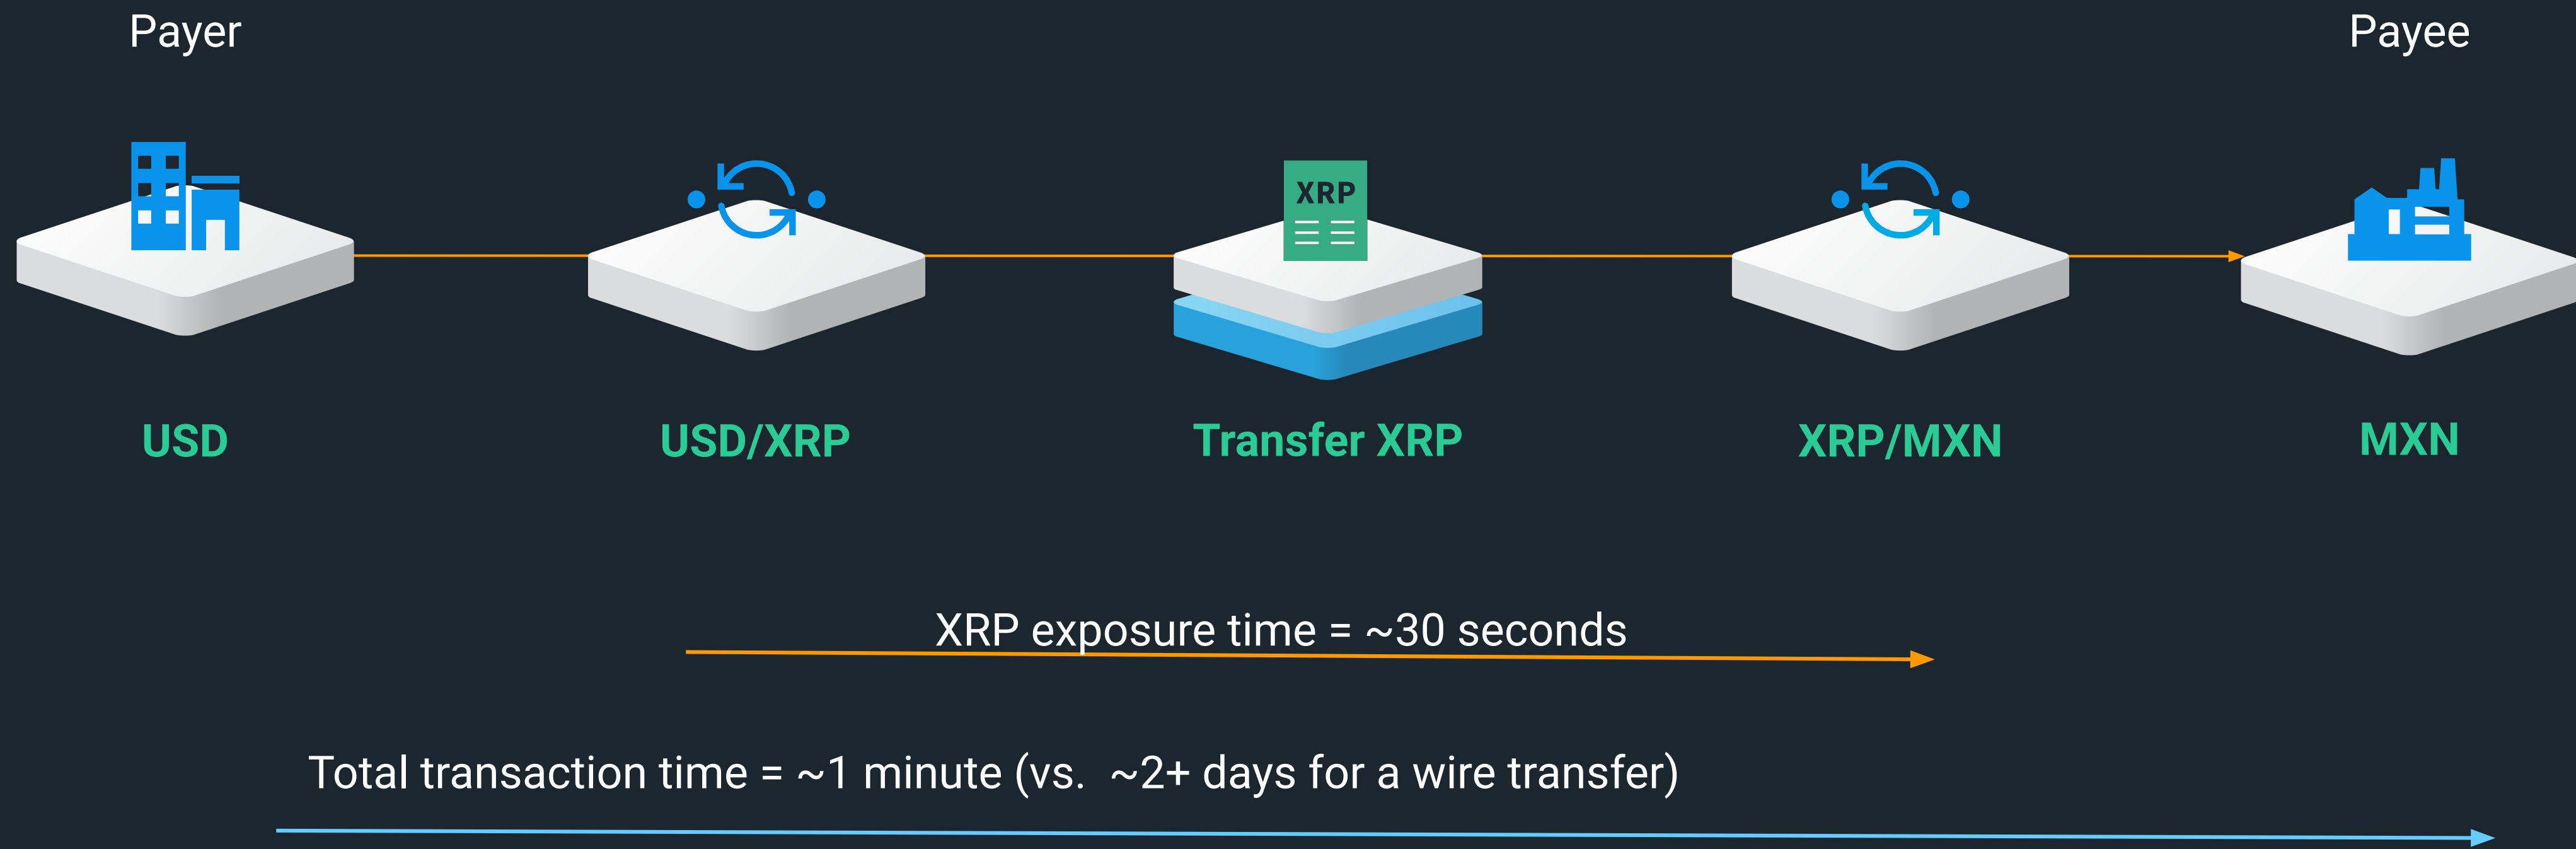 Payer
Payee
XRP
USD
USD/XRP
Transfer XRP
XRP/MXN
MXN
XRP exposure time = ~30 seconds
Total transaction time = ~1 minute (vs.  ~2+ days for a wire transfer)